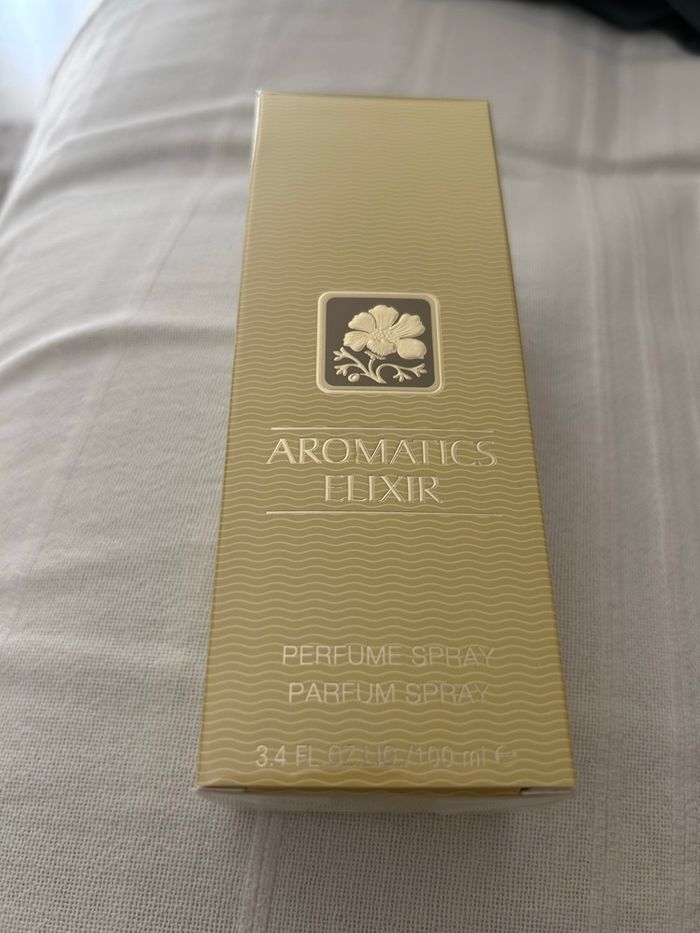 AROMATICS
ELIXIR
PERFUME SPRAY
PARFUM SPRAY
3.4 FL OZ.LIQ./100 ml ℮